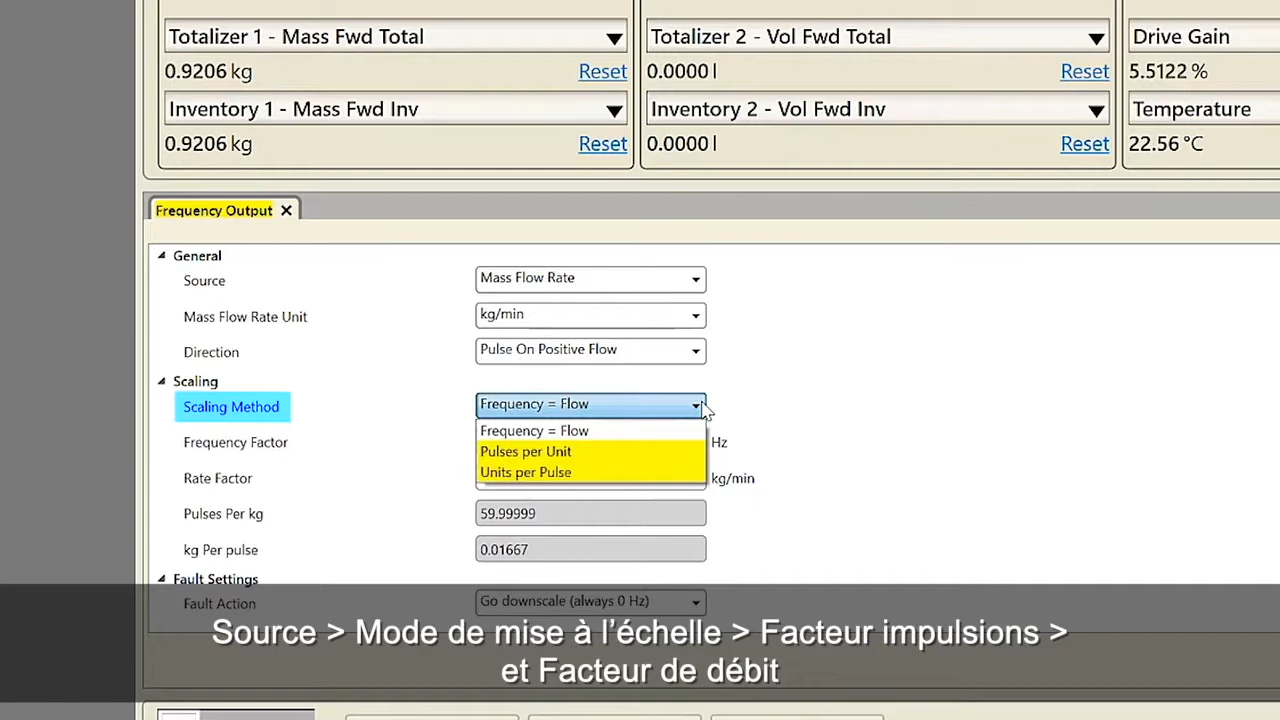 Totalizer 1 - Mass Fwd Total
0.9206 kg Reset
Inventory 1 - Mass Fwd Inv
0.9206 kg Reset
Totalizer 2 - Vol Fwd Total
0.0000 l Reset
Inventory 2 - Vol Fwd Inv
0.0000 l Reset
Drive Gain
5.5122 %
Temperature
22.56 °C
Frequency Output
General
Source Mass Flow Rate
Mass Flow Rate Unit kg/min
Direction Pulse On Positive Flow
Scaling
Scaling Method Frequency = Flow
Frequency = Flow
Pulses per Unit
Units per Pulse
Frequency Factor Hz
Rate Factor kg/min
Pulses Per kg 59.99999
kg Per pulse 0.01667
Fault Settings
Fault Action Go downscale (always 0 Hz)
Source > Mode de mise à l’échelle > Facteur impulsions >
et Facteur de débit